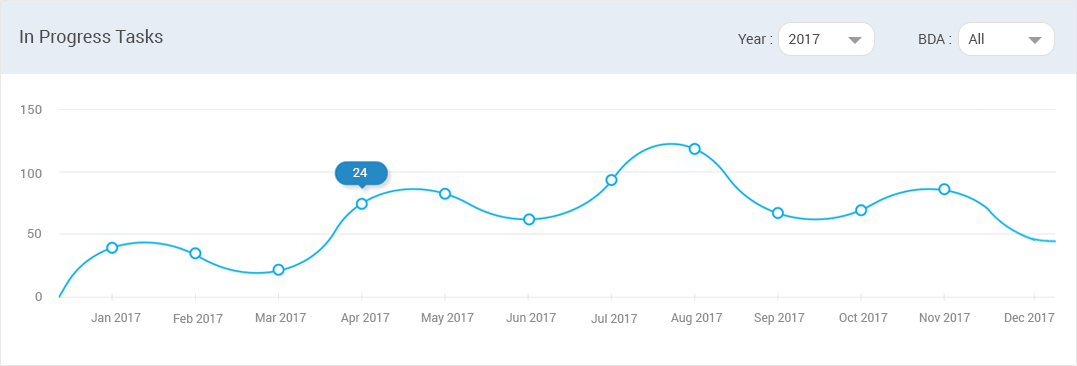 In Progress Tasks
Year : 2017 BDA : All
150
100
50
0
24
Jan 2017 Feb 2017 Mar 2017 Apr 2017 May 2017 Jun 2017 Jul 2017 Aug 2017 Sep 2017 Oct 2017 Nov 2017 Dec 2017